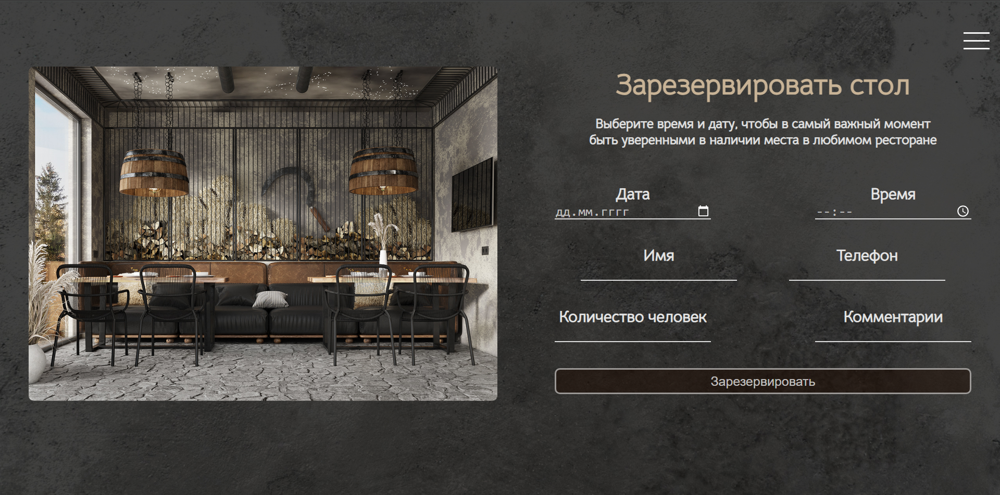 Зарезервировать стол
Выберите время и дату, чтобы в самый важный момент
быть уверенными в наличии места в любимом ресторане
Дата
Время
дд.мм.гггг
--:--
Имя
Телефон
Количество человек
Комментарии
Зарезервировать